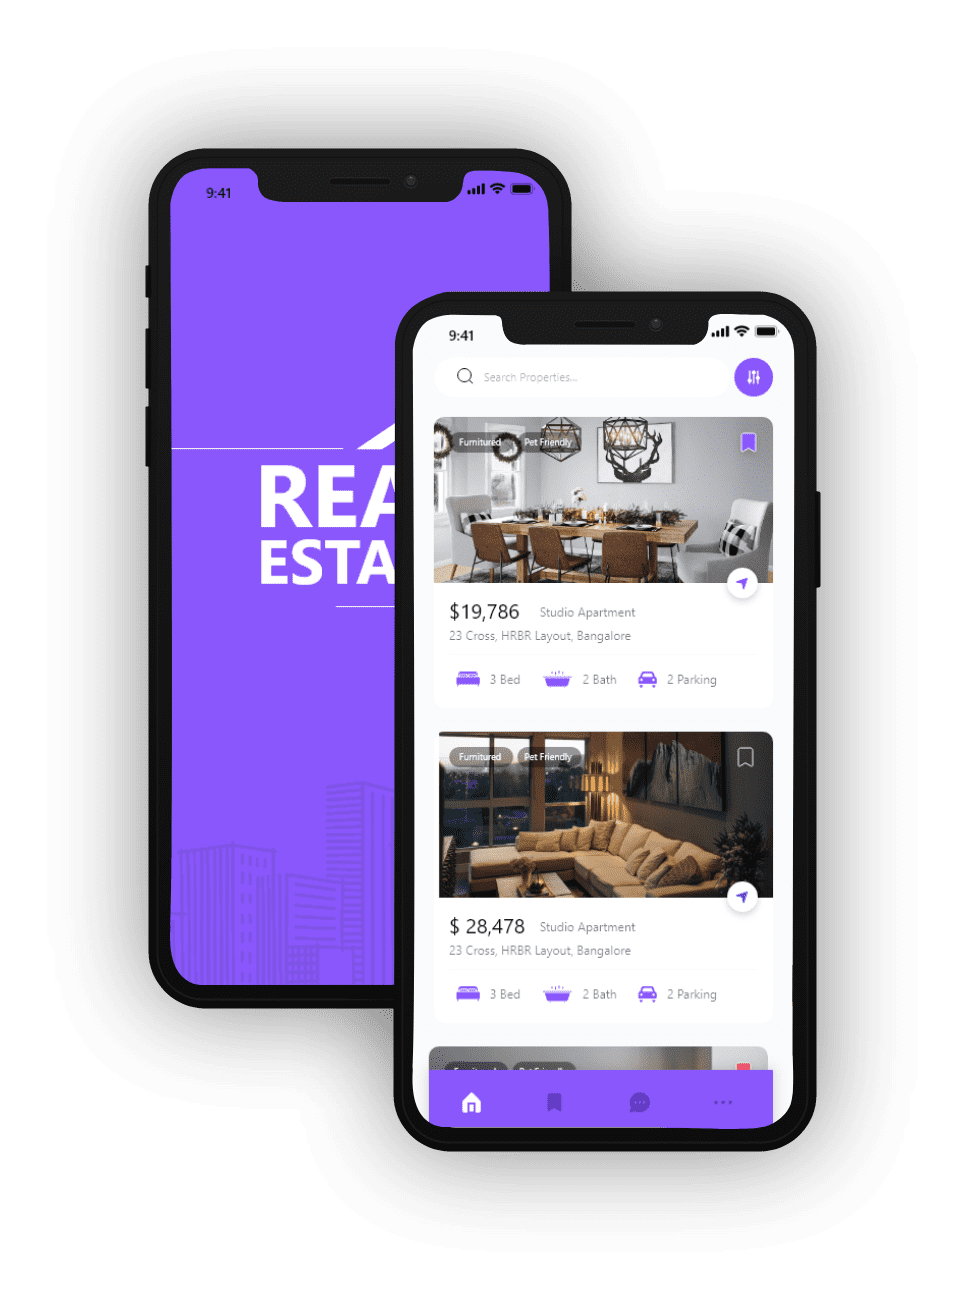 9:41
REA
ESTA
9:41
Search Properties...
Furnitured Pet Friendly
$19,786 Studio Apartment
23 Cross, HRBR Layout, Bangalore
3 Bed 2 Bath 2 Parking
Furnitured Pet Friendly
$ 28,478 Studio Apartment
23 Cross, HRBR Layout, Bangalore
3 Bed 2 Bath 2 Parking